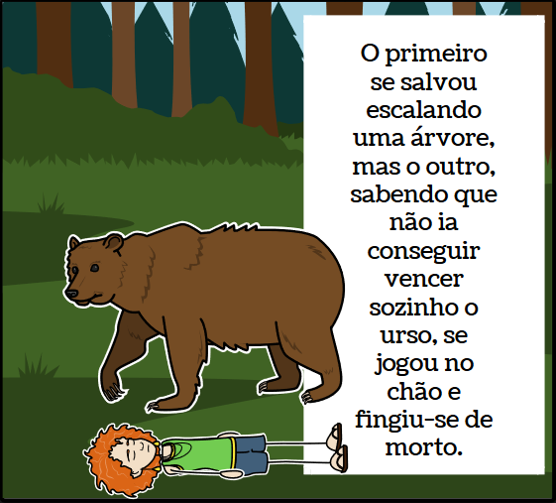 O primeiro
se salvou
escalando
uma árvore,
mas o outro,
sabendo que
não ia
conseguir
vencer
sozinho o
urso, se
jogou no
chão e
fingiu-se de
morto.